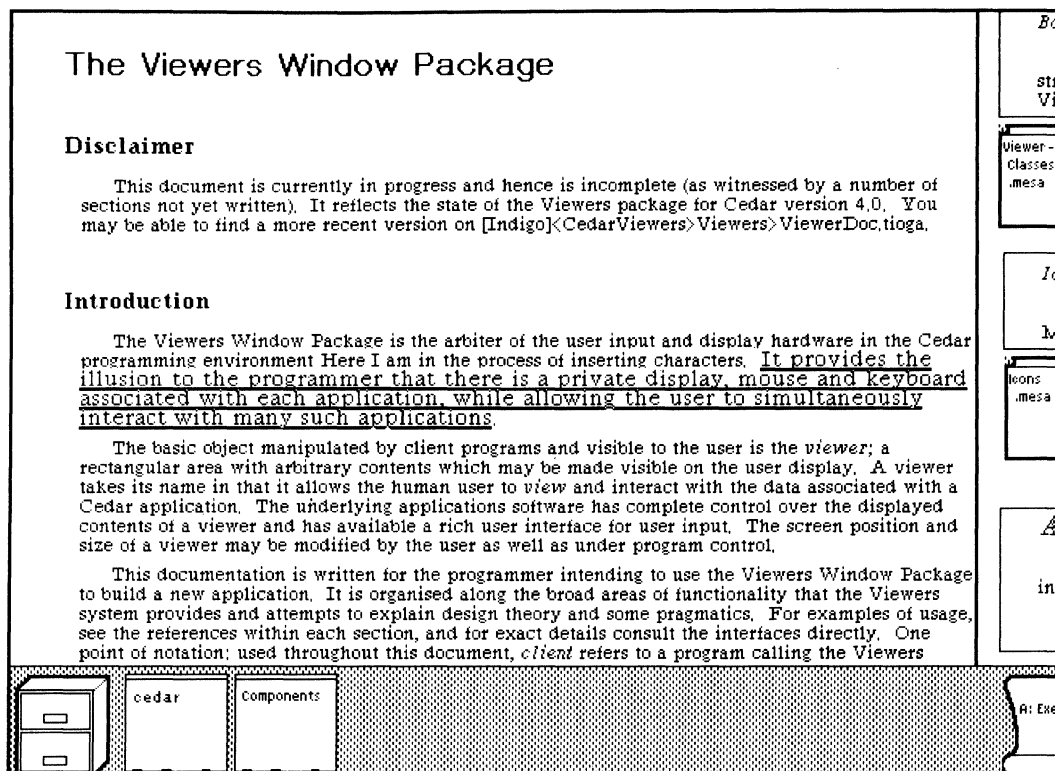 The Viewers Window Package
Disclaimer
This document is currently in progress and hence is incomplete (as witnessed by a number of
sections not yet written). It reflects the state of the Viewers package for Cedar version 4.0. You
may be able to find a more recent version on [Indigo]<CedarViewers>Viewers>ViewerDoc.tioga.
Introduction
The Viewers Window Package is the arbiter of the user input and display hardware in the Cedar
programming environment Here I am in the process of inserting characters. It provides the
illusion to the programmer that there is a private display, mouse and keyboard
associated with each application, while allowing the user to simultaneously
interact with many such applications.
The basic object manipulated by client programs and visible to the user is the viewer; a
rectangular area with arbitrary contents which may be made visible on the user display. A viewer
takes its name in that it allows the human user to view and interact with the data associated with a
Cedar application. The underlying applications software has complete control over the displayed
contents of a viewer and has available a rich user interface for user input. The screen position and
size of a viewer may be modified by the user as well as under program control.
This documentation is written for the programmer intending to use the Viewers Window Package
to build a new application. It is organised along the broad areas of functionality that the Viewers
system provides and attempts to explain design theory and some pragmatics. For examples of usage,
see the references within each section, and for exact details consult the interfaces directly. One
point of notation: used throughout this document, client refers to a program calling the Viewers
Viewer-
Classes
.mesa
Icons
.mesa
in
cedar
Components
A: Exe